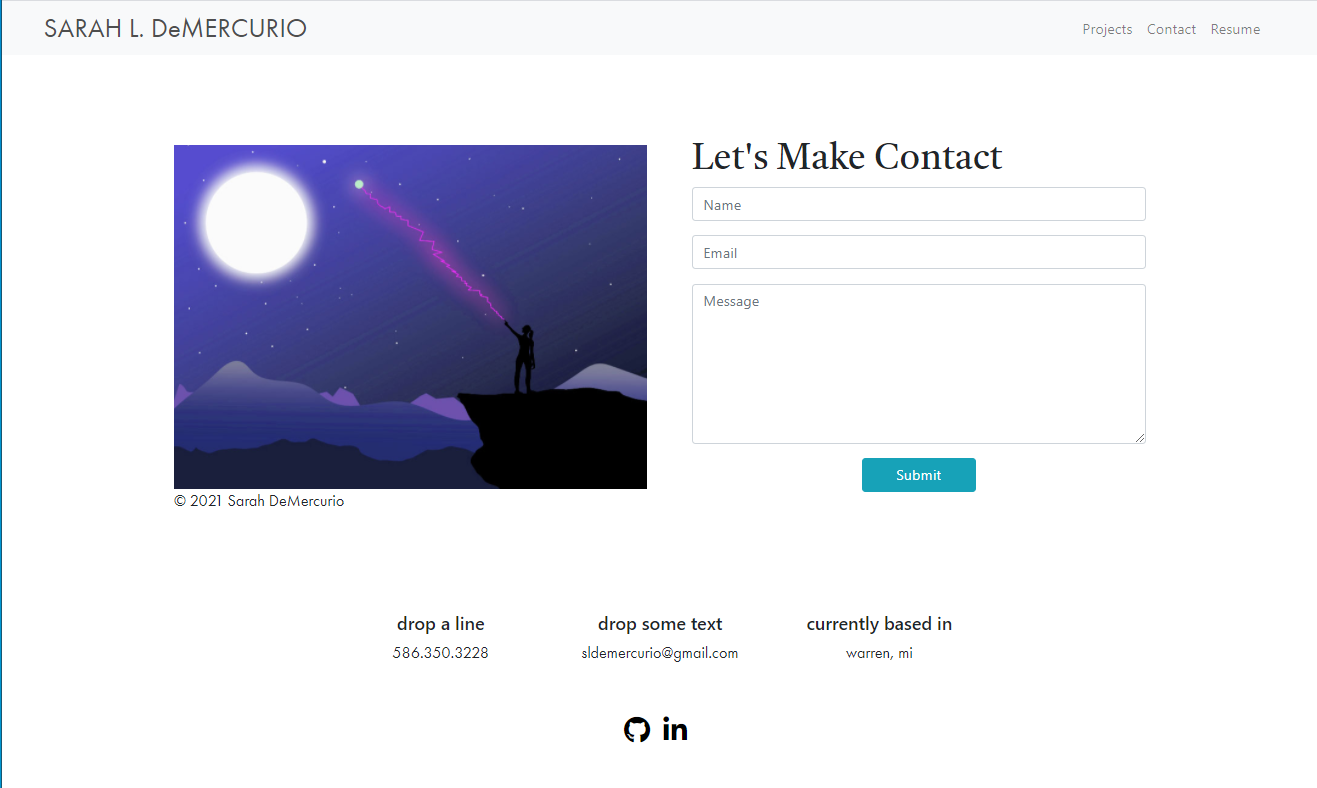 SARAH L. DeMERCURIO
Projects Contact Resume
Let's Make Contact
Name
Email
Message
Submit
© 2021 Sarah DeMercurio
drop a line
586.350.3228
drop some text
sldemercurio@gmail.com
currently based in
warren, mi
in